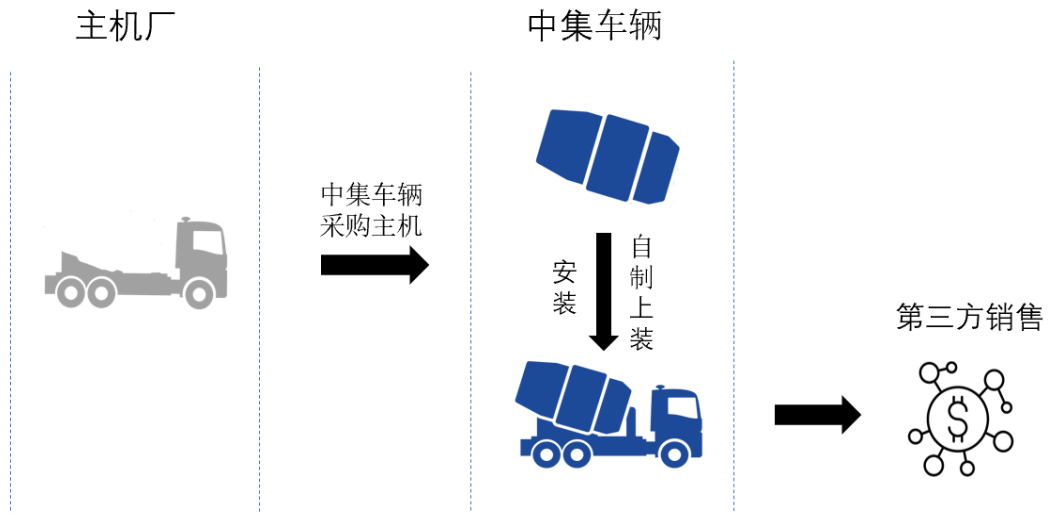 主机厂
中集车辆
中集车辆
采购主机
安装
自制上装
第三方销售
$